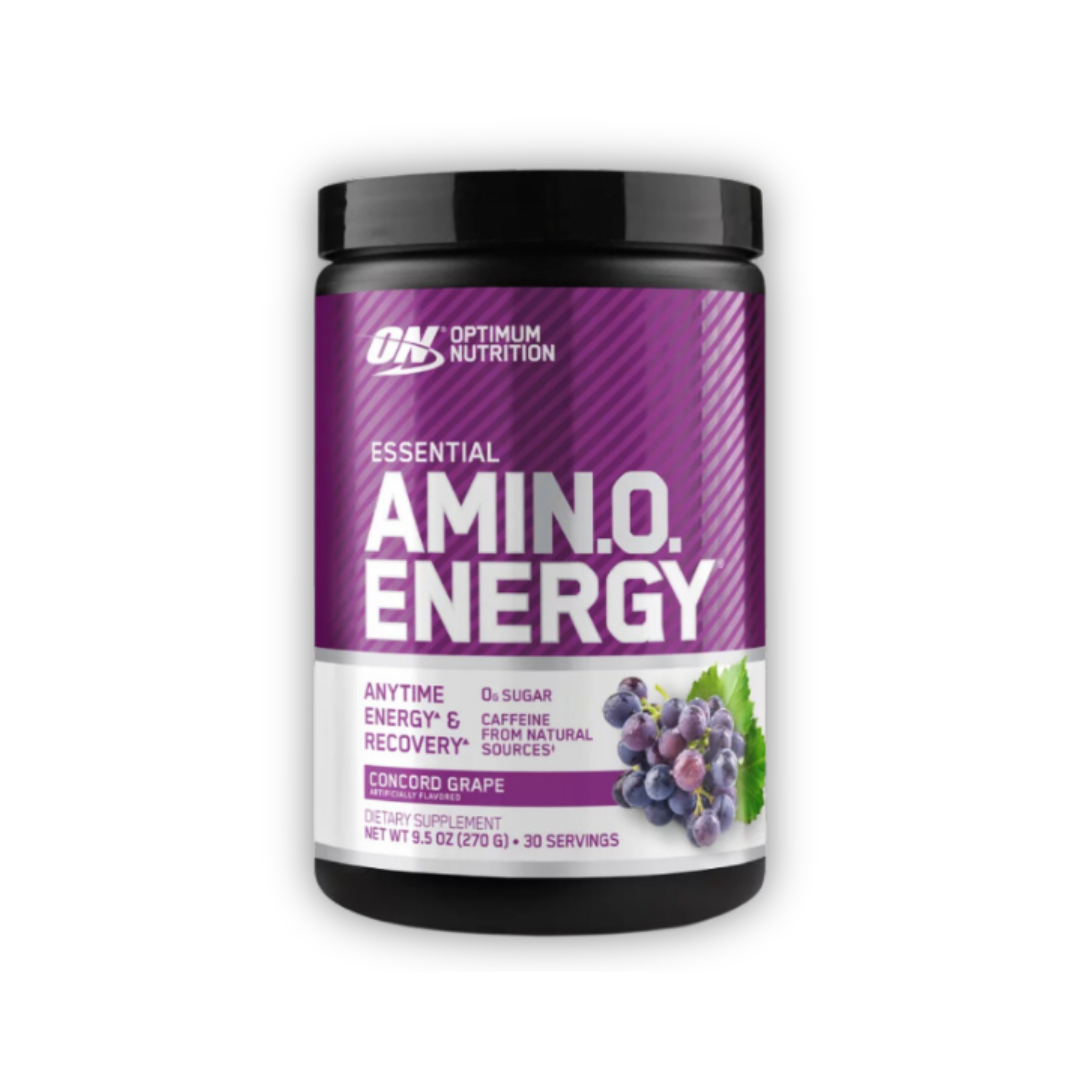 ON® OPTIMUM
NUTRITION
ESSENTIAL
AMIN.O.
ENERGY®
ANYTIME
ENERGY▲ &
RECOVERY▲
0G SUGAR
CAFFEINE
FROM NATURAL
SOURCES‡
CONCORD GRAPE
ARTIFICIALLY FLAVORED
DIETARY SUPPLEMENT
NET WT 9.5 OZ (270 G) • 30 SERVINGS